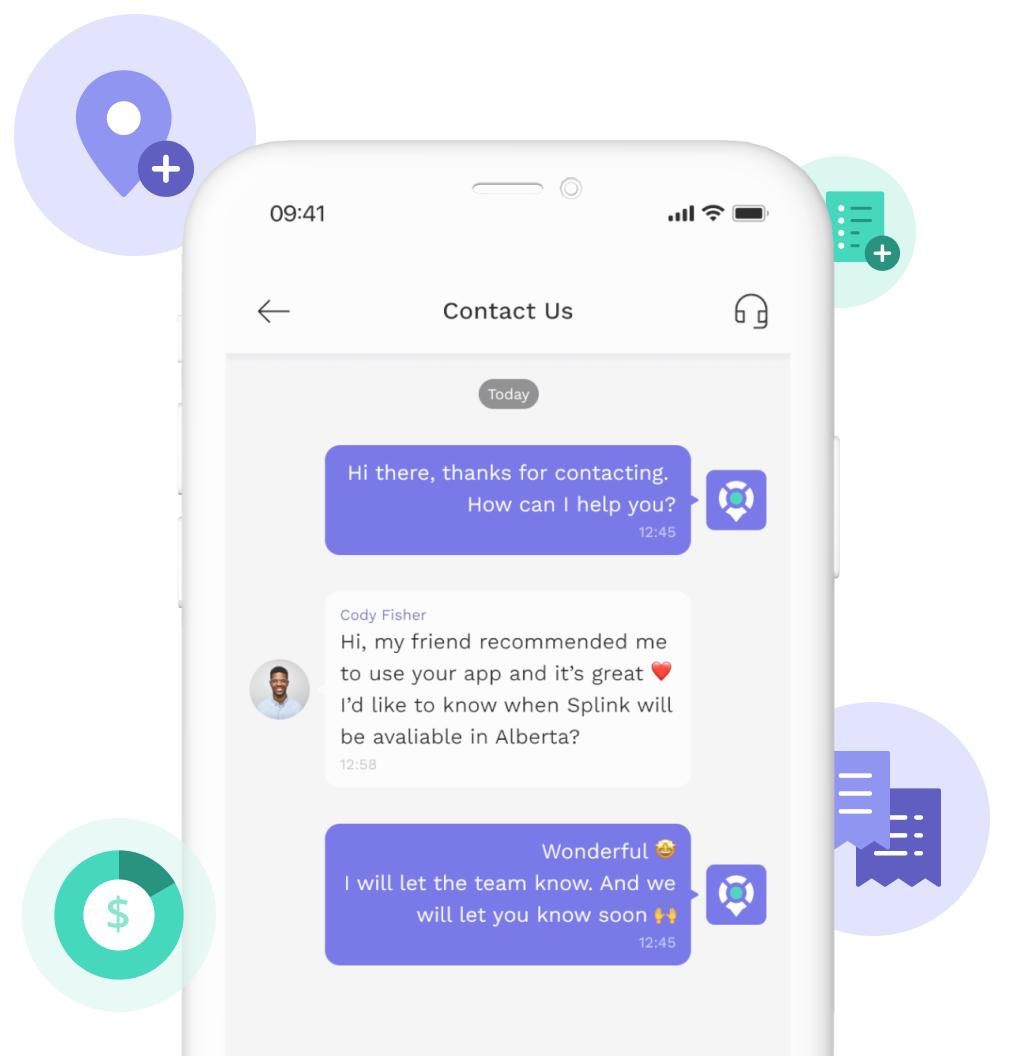 09:41
Contact Us
Today
Hi there, thanks for contacting.
How can I help you?
12:45
Cody Fisher
Hi, my friend recommended me
to use your app and it’s great ❤️
I’d like to know when Splink will
be avaliable in Alberta?
12:58
Wonderful 🤩
I will let the team know. And we
will let you know soon 🙌
12:45
$